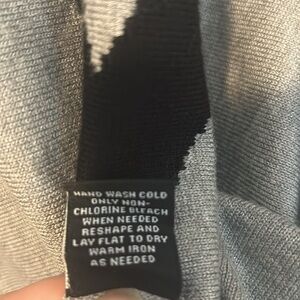 HAND WASH COLD
ONLY NON-
CHLORINE BLEACH
WHEN NEEDED
RESHAPE AND
LAY FLAT TO DRY
WARM IRON
AS NEEDED